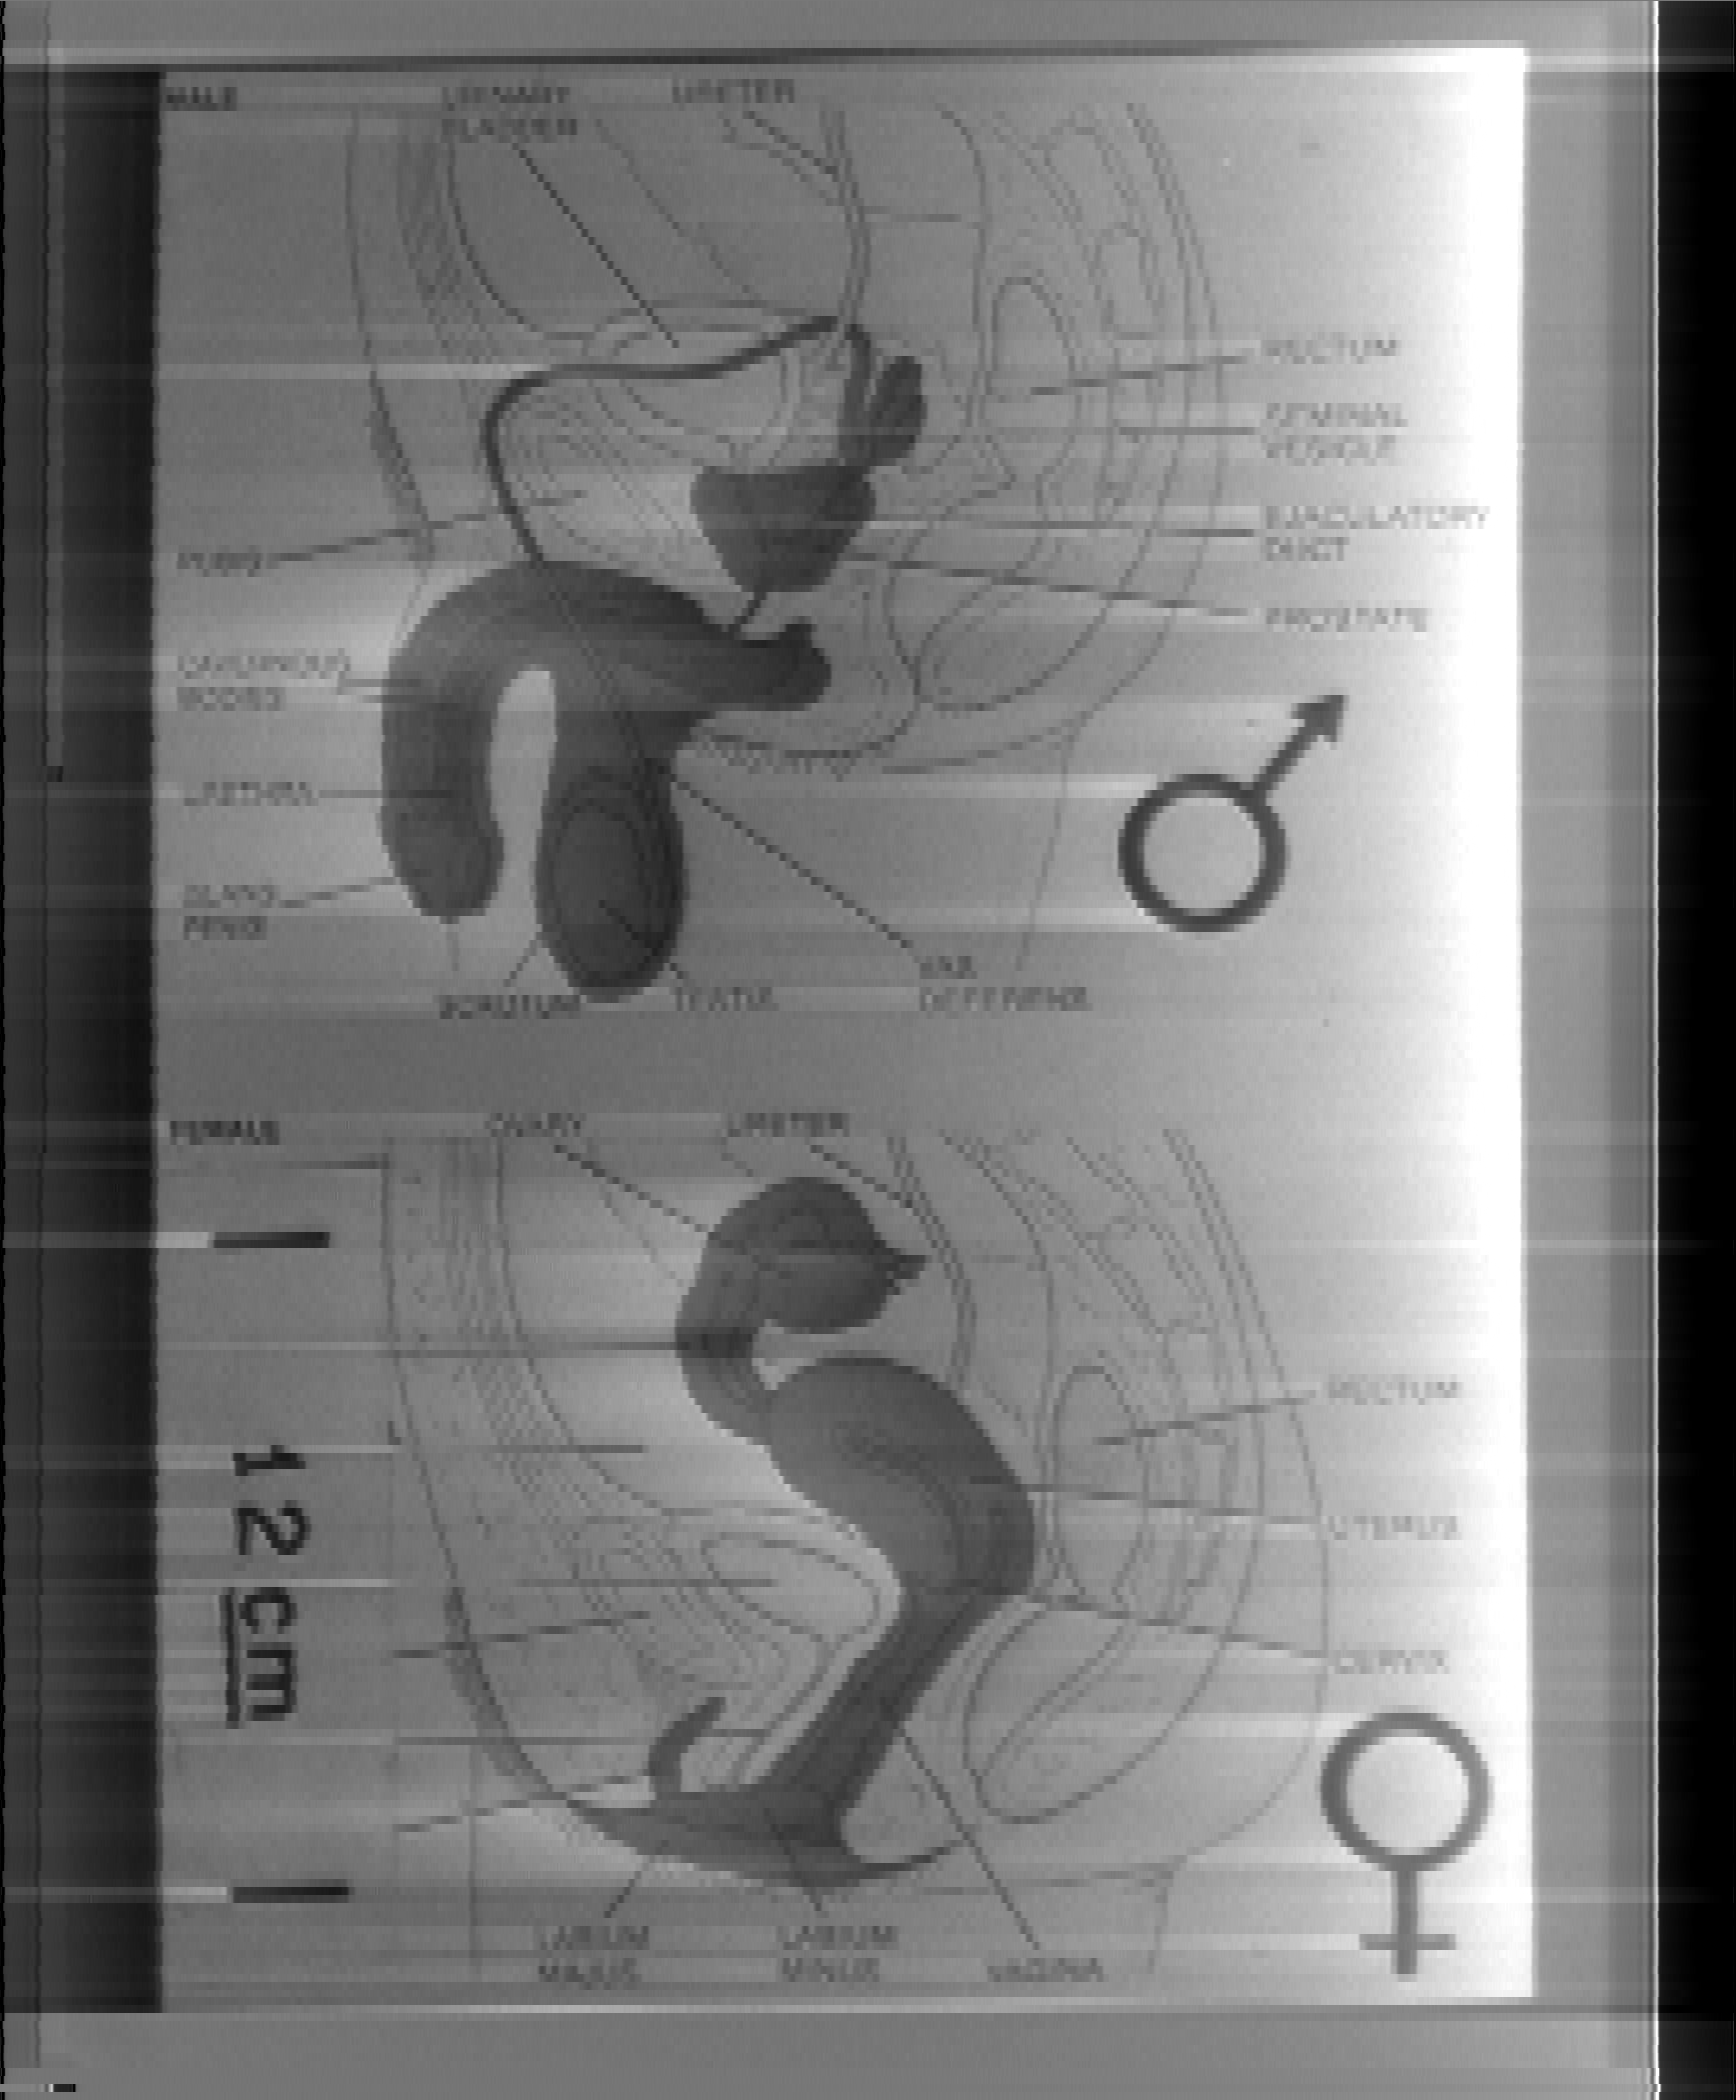 MALE
URINARY
BLADDER
URETER
RECTUM
SEMINAL
VESICLE
EJACULATORY
DUCT
PUBIS
PROSTATE
CAVERNOUS
BODIES
URETHRA
GLANS
PENIS
SCROTUM
TESTIS
VAS
DEFERENS
FEMALE
OVARY
URETER
RECTUM
UTERUS
CERVIX
12 cm
LABIUM
MAJUS
LABIUM
MINUS
VAGINA